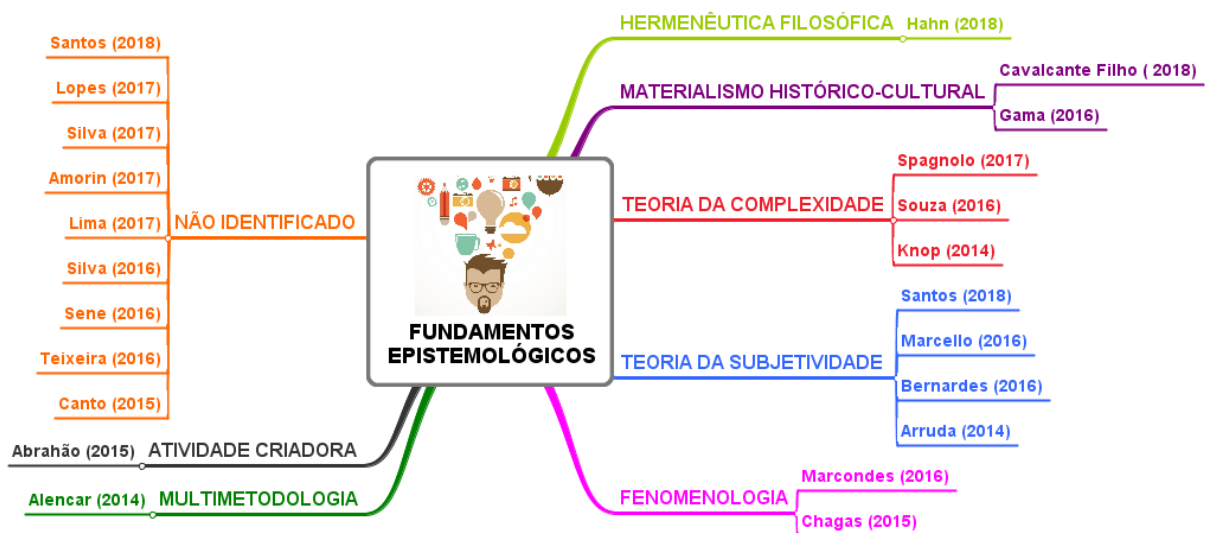 FUNDAMENTOS
EPISTEMOLÓGICOS
HERMENÊUTICA FILOSÓFICA
Hahn (2018)
MATERIALISMO HISTÓRICO-CULTURAL
Cavalcante Filho ( 2018)
Gama (2016)
TEORIA DA COMPLEXIDADE
Spagnolo (2017)
Souza (2016)
Knop (2014)
TEORIA DA SUBJETIVIDADE
Santos (2018)
Marcello (2016)
Bernardes (2016)
Arruda (2014)
FENOMENOLOGIA
Marcondes (2016)
Chagas (2015)
NÃO IDENTIFICADO
Santos (2018)
Lopes (2017)
Silva (2017)
Amorin (2017)
Lima (2017)
Silva (2016)
Sene (2016)
Teixeira (2016)
Canto (2015)
ATIVIDADE CRIADORA
Abrahão (2015)
MULTIMETODOLOGIA
Alencar (2014)